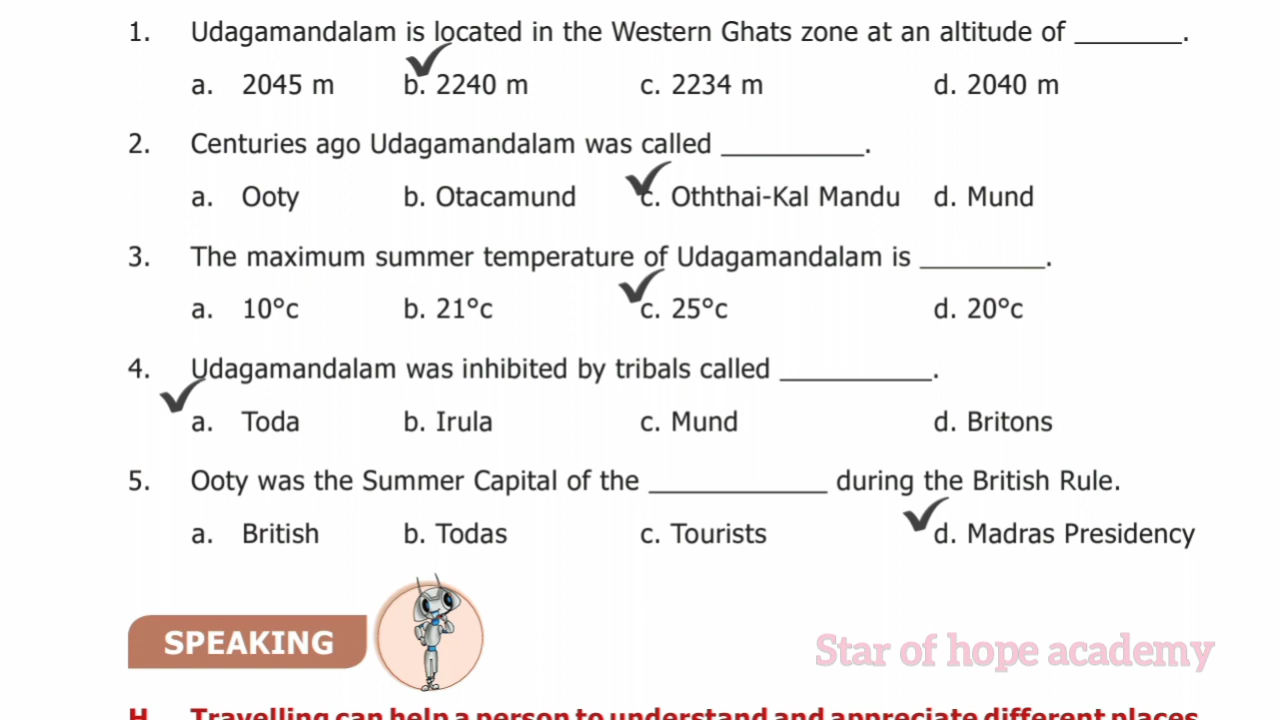 1. Udagamandalam is located in the Western Ghats zone at an altitude of _______.
a. 2045 m b. 2240 m c. 2234 m d. 2040 m
2. Centuries ago Udagamandalam was called _________.
a. Ooty b. Otacamund c. Oththai-Kal Mandu d. Mund
3. The maximum summer temperature of Udagamandalam is ________.
a. 10°c b. 21°c c. 25°c d. 20°c
4. Udagamandalam was inhibited by tribals called __________.
a. Toda b. Irula c. Mund d. Britons
5. Ooty was the Summer Capital of the ____________ during the British Rule.
a. British b. Todas c. Tourists d. Madras Presidency
SPEAKING
Star of hope academy
H Travelling can help a person to understand and appreciate different places